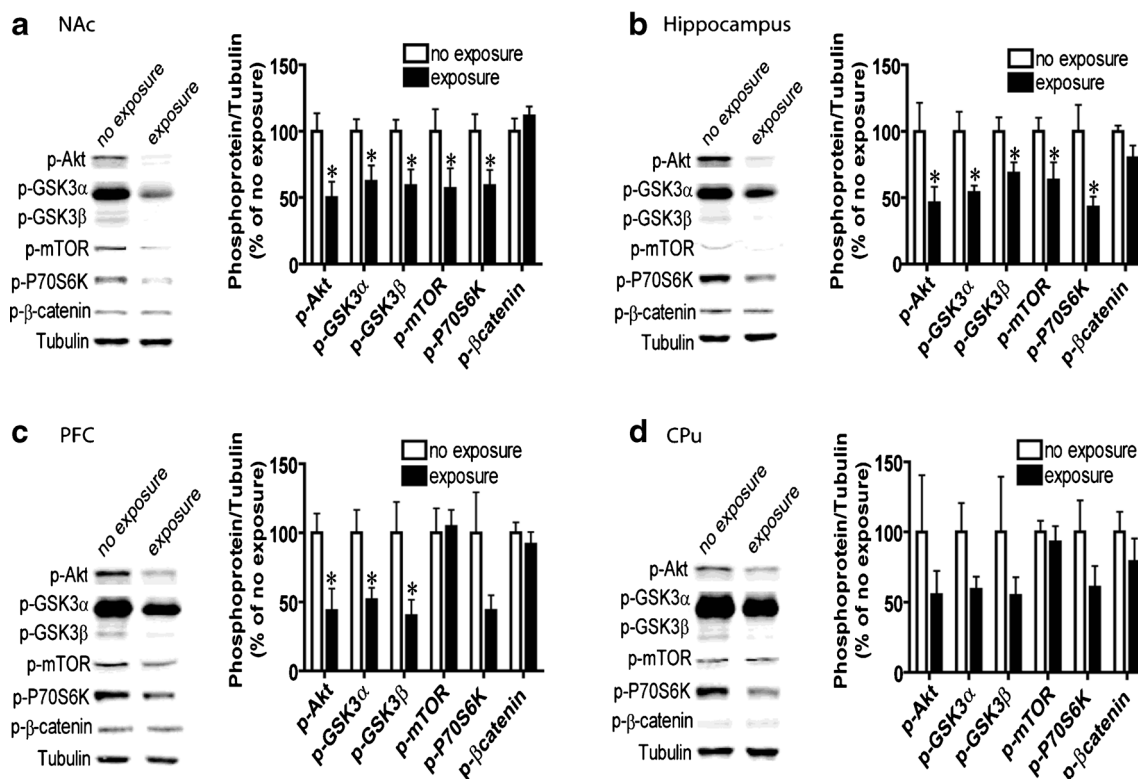 a NAc
no exposure
exposure
p-Akt
p-GSK3α
p-GSK3β
p-mTOR
p-P70S6K
p-β-catenin
Tubulin
Phosphoprotein/Tubulin
(% of no exposure)
no exposure
exposure
150
100
50
0
* * * * *
p-Akt
p-GSK3α
p-GSK3β
p-mTOR
p-P70S6K
p-βcatenin
b Hippocampus
no exposure
exposure
p-Akt
p-GSK3α
p-GSK3β
p-mTOR
p-P70S6K
p-β-catenin
Tubulin
Phosphoprotein/Tubulin
(% of no exposure)
no exposure
exposure
150
100
50
0
* * * * *
p-Akt
p-GSK3α
p-GSK3β
p-mTOR
p-P70S6K
p-βcatenin
c PFC
no exposure
exposure
p-Akt
p-GSK3α
p-GSK3β
p-mTOR
p-P70S6K
p-β-catenin
Tubulin
Phosphoprotein/Tubulin
(% of no exposure)
no exposure
exposure
150
100
50
0
* * *
p-Akt
p-GSK3α
p-GSK3β
p-mTOR
p-P70S6K
p-βcatenin
d CPu
no exposure
exposure
p-Akt
p-GSK3α
p-GSK3β
p-mTOR
p-P70S6K
p-β-catenin
Tubulin
Phosphoprotein/Tubulin
(% of no exposure)
no exposure
exposure
150
100
50
0
p-Akt
p-GSK3α
p-GSK3β
p-mTOR
p-P70S6K
p-βcatenin